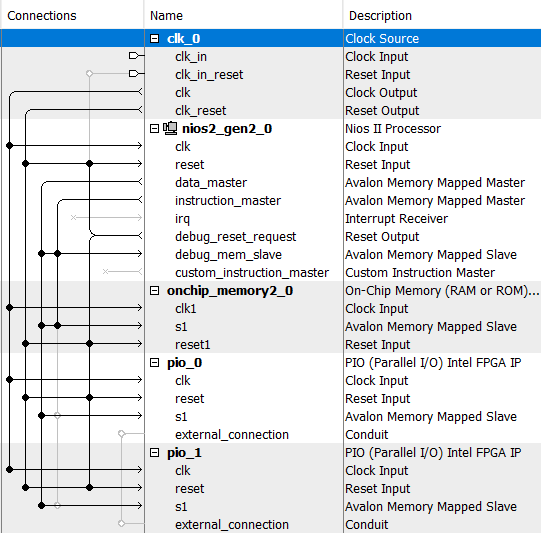 Connections Name Description
clk_0 Clock Source
clk_in Clock Input
clk_in_reset Reset Input
clk Clock Output
clk_reset Reset Output
nios2_gen2_0 Nios II Processor
clk Clock Input
reset Reset Input
data_master Avalon Memory Mapped Master
instruction_master Avalon Memory Mapped Master
irq Interrupt Receiver
debug_reset_request Reset Output
debug_mem_slave Avalon Memory Mapped Slave
custom_instruction_master Custom Instruction Master
onchip_memory2_0 On-Chip Memory (RAM or ROM)...
clk1 Clock Input
s1 Avalon Memory Mapped Slave
reset1 Reset Input
pio_0 PIO (Parallel I/O) Intel FPGA IP
clk Clock Input
reset Reset Input
s1 Avalon Memory Mapped Slave
external_connection Conduit
pio_1 PIO (Parallel I/O) Intel FPGA IP
clk Clock Input
reset Reset Input
s1 Avalon Memory Mapped Slave
external_connection Conduit